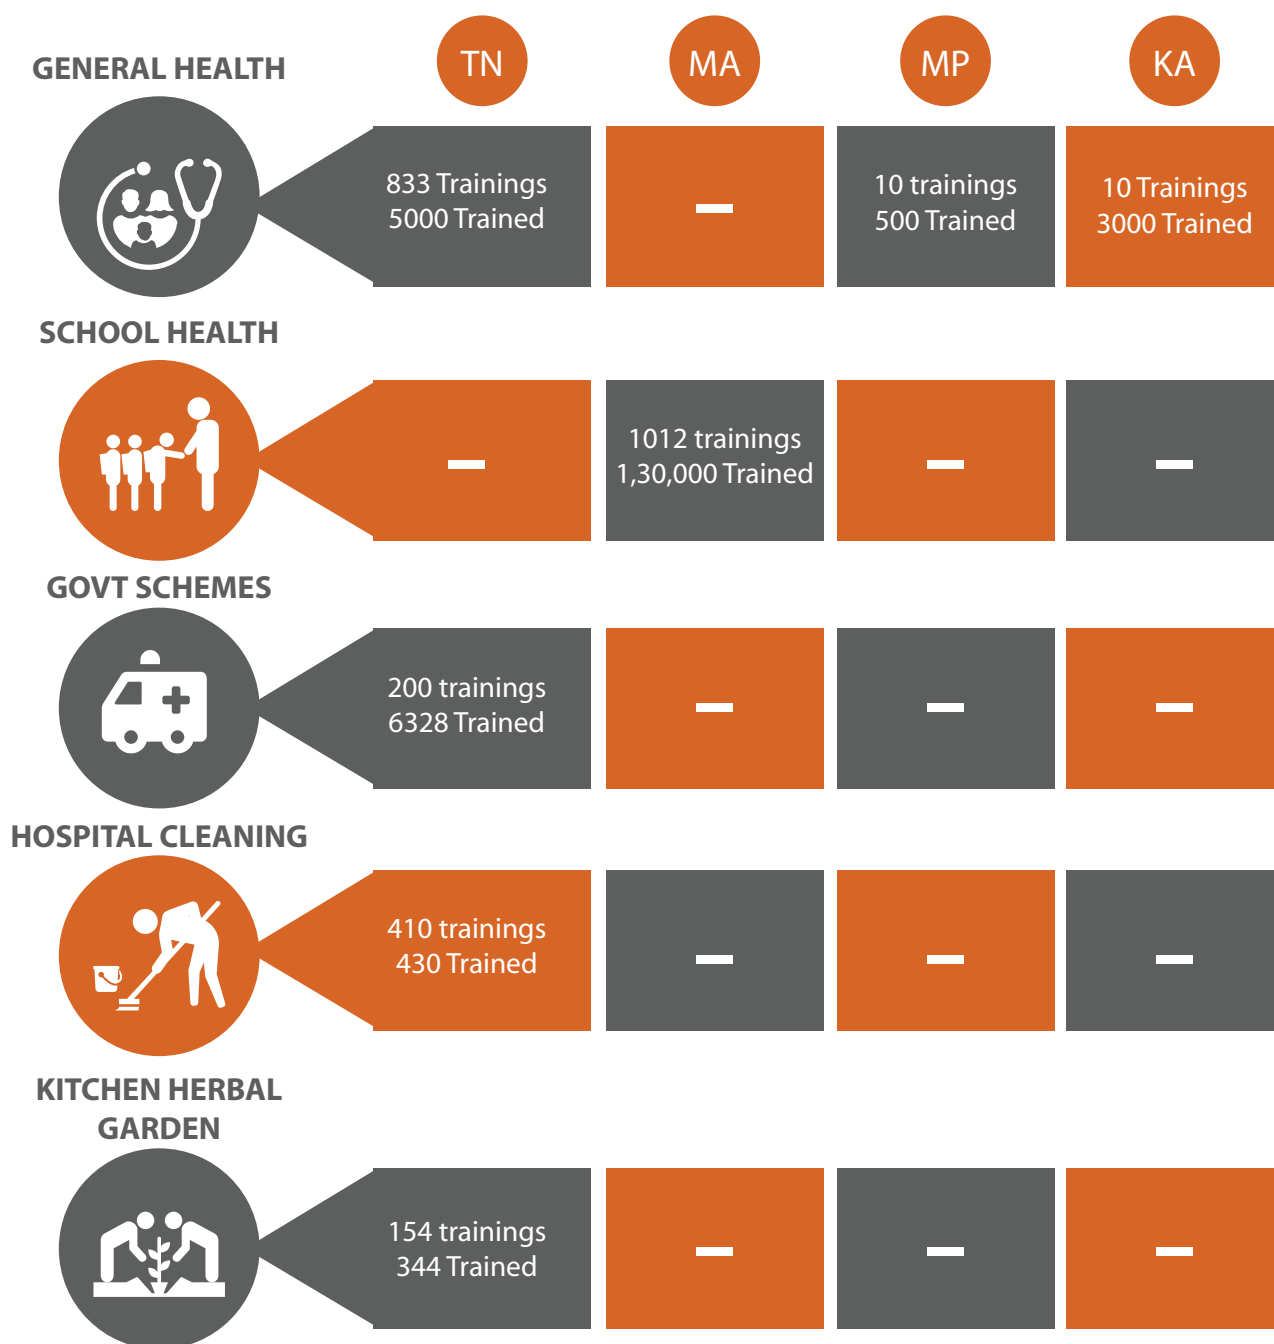 TN
MA
MP
KA
GENERAL HEALTH
833 Trainings
5000 Trained
–
10 trainings
500 Trained
10 Trainings
3000 Trained
SCHOOL HEALTH
–
1012 trainings
1,30,000 Trained
–
–
GOVT SCHEMES
200 trainings
6328 Trained
–
–
–
HOSPITAL CLEANING
410 trainings
430 Trained
–
–
–
KITCHEN HERBAL
GARDEN
154 trainings
344 Trained
–
–
–